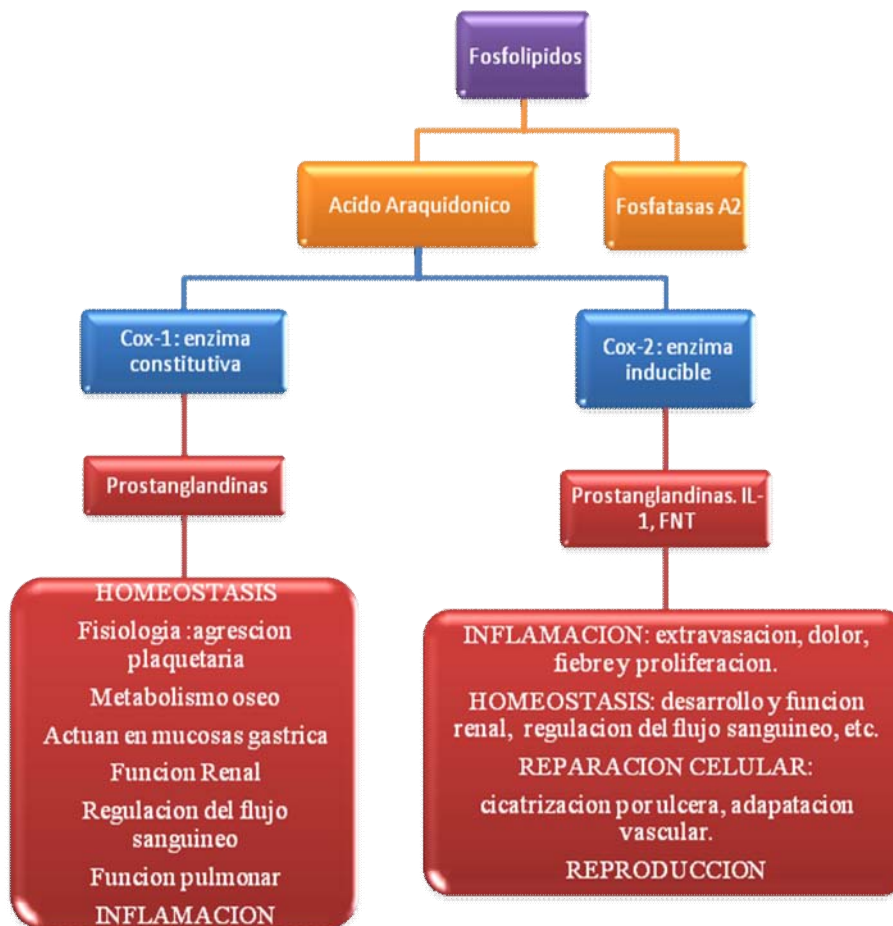 Fosfolipidos
Acido Araquidonico
Fosfatasas A2
Cox-1: enzima
constitutiva
Cox-2: enzima
inducible
Prostanglandinas
Prostanglandinas. IL-
1, FNT
HOMEOSTASIS
Fisiologia :agrescion
plaquetaria
Metabolismo oseo
Actuan en mucosas gastrica
Funcion Renal
Regulacion del flujo
sanguineo
Funcion pulmonar
INFLAMACION
INFLAMACION: extravasacion, dolor,
fiebre y proliferacion.
HOMEOSTASIS: desarrollo y funcion
renal, regulacion del flujo sanguineo, etc.
REPARACION CELULAR:
cicatrizacion por ulcera, adapatacion
vascular.
REPRODUCCION